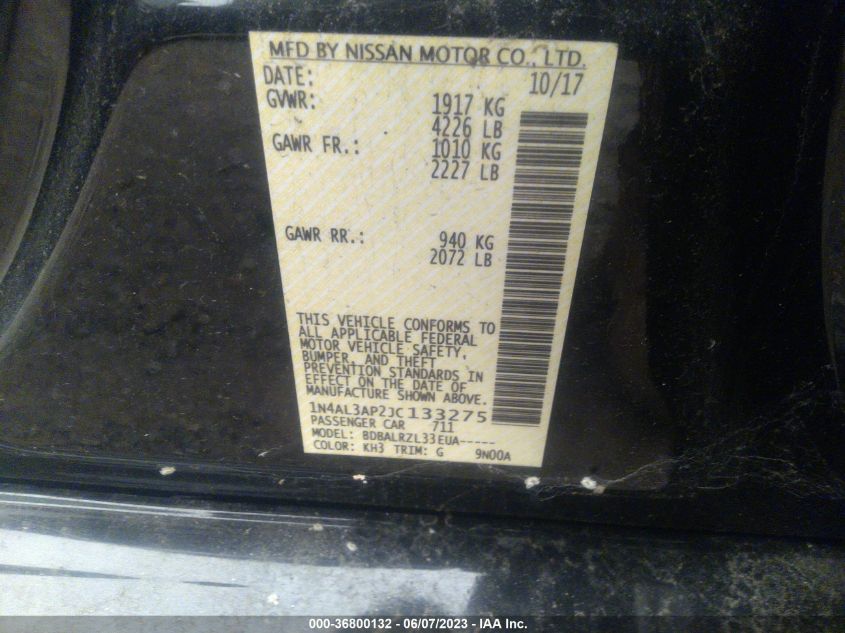 MFD BY NISSAN MOTOR CO., LTD.
DATE: 10/17
GVWR: 1917 KG
4226 LB
GAWR FR.: 1010 KG
2227 LB
GAWR RR.: 940 KG
2072 LB
THIS VEHICLE CONFORMS TO
ALL APPLICABLE FEDERAL
MOTOR VEHICLE SAFETY,
BUMPER, AND THEFT
PREVENTION STANDARDS IN
EFFECT ON THE DATE OF
MANUFACTURE SHOWN ABOVE.
1N4AL3AP2JC133275
PASSENGER CAR 711
MODEL: BDBALRZL33EUA-----
COLOR: KH3 TRIM: G 9N00A
000-36800132 - 06/07/2023 - IAA Inc.